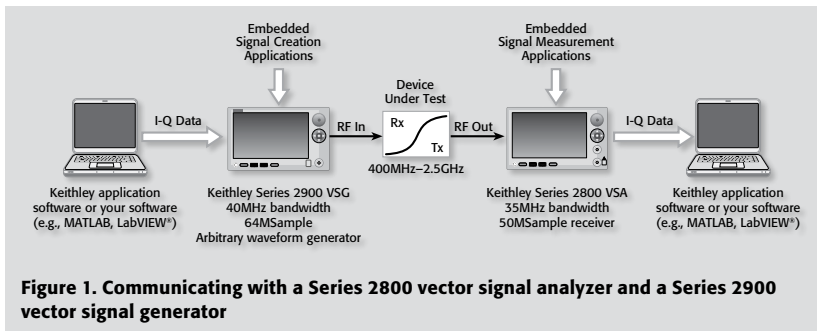 Embedded
Signal Creation
Applications
Embedded
Signal Measurement
Applications
Device
Under Test
I-Q Data
RF In
Rx
Tx
RF Out
I-Q Data
400MHz–2.5GHz
Keithley application
software or your software
(e.g., MATLAB, LabVIEW®)
Keithley Series 2900 VSG
40MHz bandwidth
64MSample
Arbitrary waveform generator
Keithley Series 2800 VSA
35MHz bandwidth
50MSample receiver
Keithley application
software or your software
(e.g., MATLAB, LabVIEW®)
Figure 1. Communicating with a Series 2800 vector signal analyzer and a Series 2900
vector signal generator